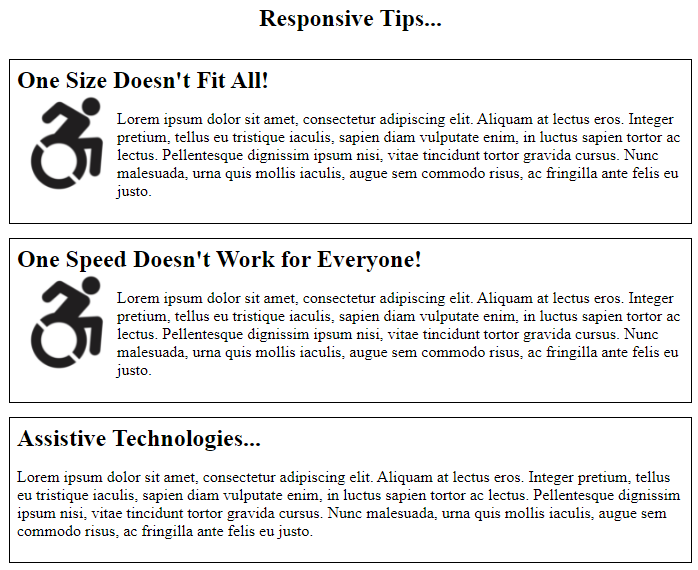 Responsive Tips...
One Size Doesn't Fit All!
Lorem ipsum dolor sit amet, consectetur adipiscing elit. Aliquam at lectus eros. Integer
pretium, tellus eu tristique iaculis, sapien diam vulputate enim, in luctus sapien tortor ac
lectus. Pellentesque dignissim ipsum nisi, vitae tincidunt tortor gravida cursus. Nunc
malesuada, urna quis mollis iaculis, augue sem commodo risus, ac fringilla ante felis eu
justo.
One Speed Doesn't Work for Everyone!
Lorem ipsum dolor sit amet, consectetur adipiscing elit. Aliquam at lectus eros. Integer
pretium, tellus eu tristique iaculis, sapien diam vulputate enim, in luctus sapien tortor ac
lectus. Pellentesque dignissim ipsum nisi, vitae tincidunt tortor gravida cursus. Nunc
malesuada, urna quis mollis iaculis, augue sem commodo risus, ac fringilla ante felis eu
justo.
Assistive Technologies...
Lorem ipsum dolor sit amet, consectetur adipiscing elit. Aliquam at lectus eros. Integer pretium, tellus
eu tristique iaculis, sapien diam vulputate enim, in luctus sapien tortor ac lectus. Pellentesque dignissim
ipsum nisi, vitae tincidunt tortor gravida cursus. Nunc malesuada, urna quis mollis iaculis, augue sem
commodo risus, ac fringilla ante felis eu justo.